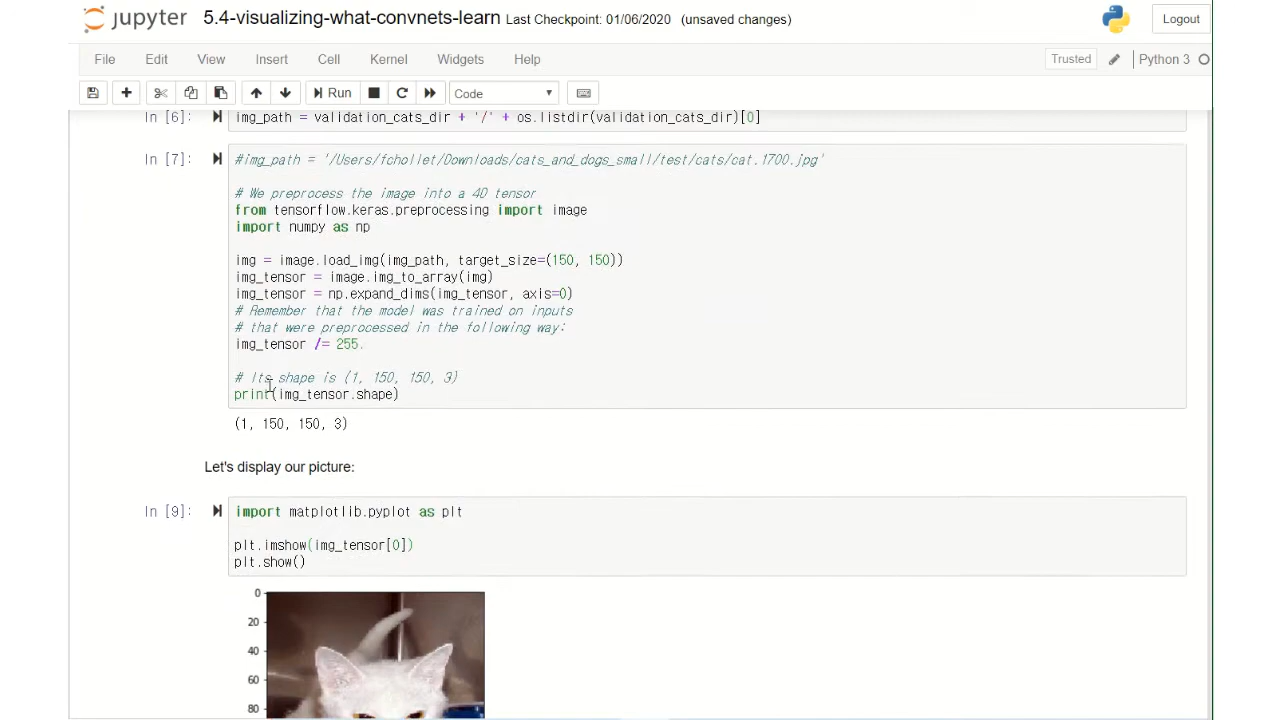 jupyter 5.4-visualizing-what-convnets-learn Last Checkpoint: 01/06/2020 (unsaved changes) Logout
File Edit View Insert Cell Kernel Widgets Help Trusted Python 3
Run Code
In [6]: img_path = validation_cats_dir + '/' + os.listdir(validation_cats_dir)[0]
In [7]: #img_path = '/Users/fchollet/Downloads/cats_and_dogs_small/test/cats/cat.1700.jpg'
# We preprocess the image into a 4D tensor
from tensorflow.keras.preprocessing import image
import numpy as np
img = image.load_img(img_path, target_size=(150, 150))
img_tensor = image.img_to_array(img)
img_tensor = np.expand_dims(img_tensor, axis=0)
# Remember that the model was trained on inputs
# that were preprocessed in the following way:
img_tensor /= 255.
# Its shape is (1, 150, 150, 3)
print(img_tensor.shape)
(1, 150, 150, 3)
Let's display our picture:
In [9]: import matplotlib.pyplot as plt
plt.imshow(img_tensor[0])
plt.show()
0
20
40
60
80